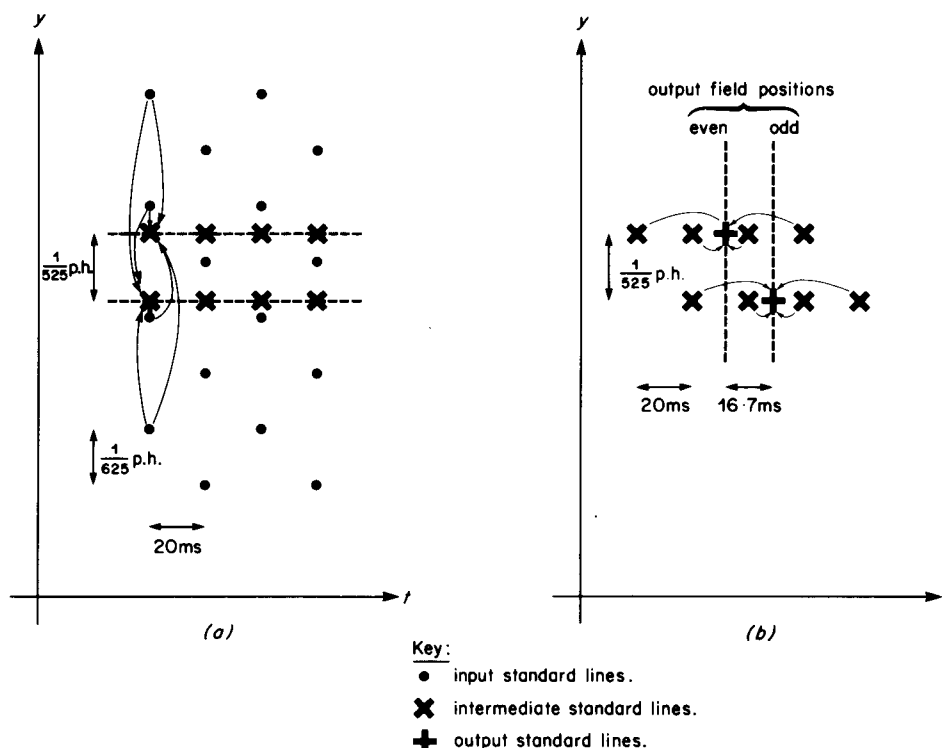 y
1/525 p.h.
1/625 p.h.
20ms
t
(a)
y
output field positions
even odd
1/525 p.h.
20ms 16·7ms
(b)
Key:
input standard lines.
intermediate standard lines.
output standard lines.